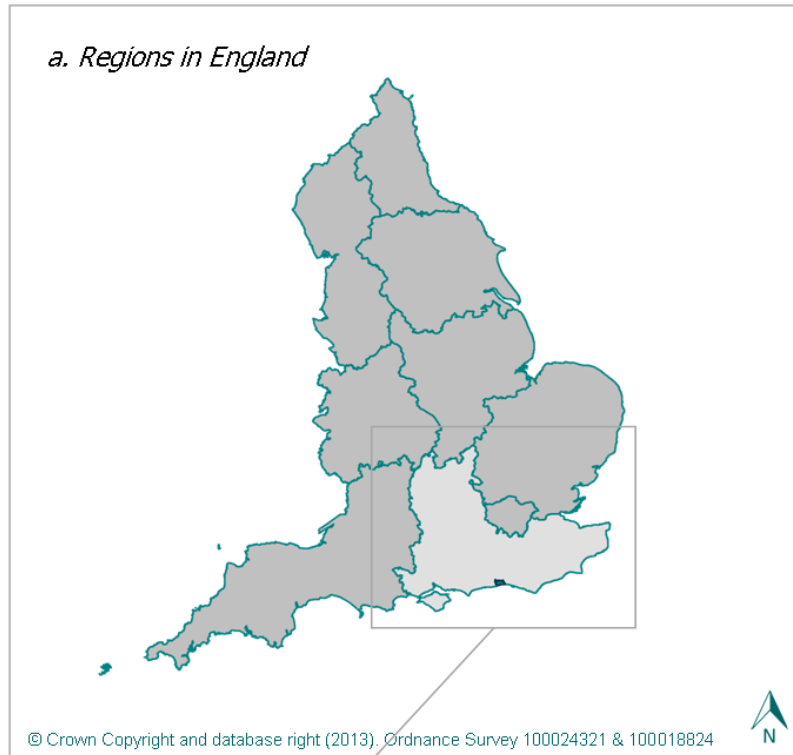 a. Regions in England
© Crown Copyright and database right (2013). Ordnance Survey 100024321 & 100018824
N